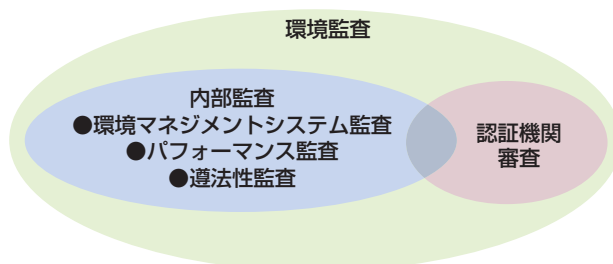 環境監査
内部監査
●環境マネジメントシステム監査
●パフォーマンス監査
●遵法性監査
認証機関
審査